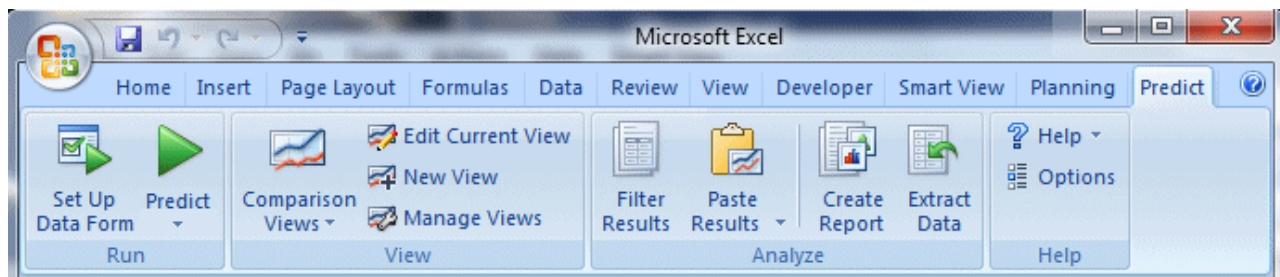 Microsoft Excel
Home Insert Page Layout Formulas Data Review View Developer Smart View Planning Predict
Set Up
Data Form
Predict
Run
Comparison
Views
Edit Current View
New View
Manage Views
View
Filter
Results
Paste
Results
Create
Report
Extract
Data
Analyze
Help
Options
Help